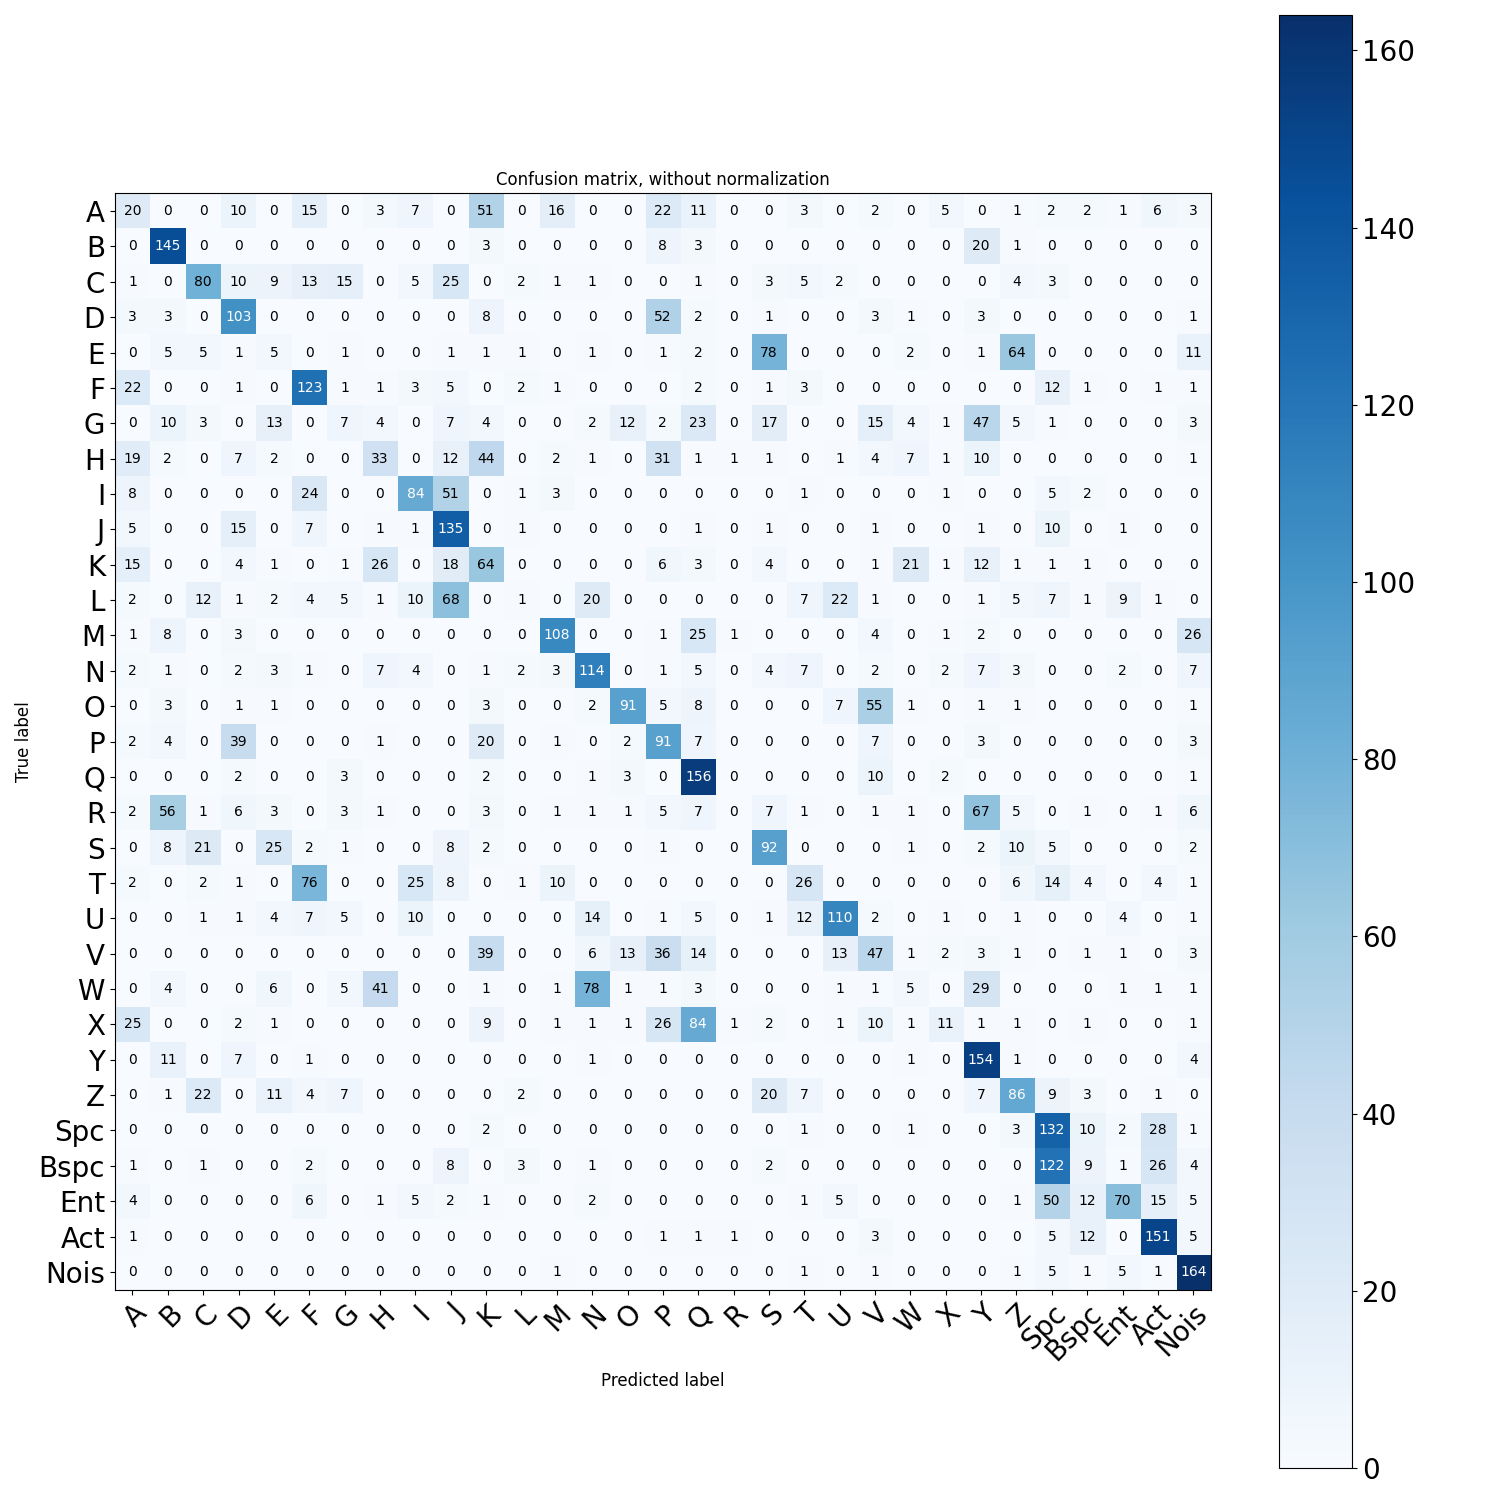 Confusion matrix, without normalization
A 20 0 0 10 0 15 0 3 7 0 51 0 16 0 0 22 11 0 0 3 0 2 0 5 0 1 2 2 1 6 3
B 0 145 0 0 0 0 0 0 0 0 3 0 0 0 0 8 3 0 0 0 0 0 0 0 20 1 0 0 0 0 0
C 1 0 80 10 9 13 15 0 5 25 0 2 1 1 0 0 1 0 3 5 2 0 0 0 0 4 3 0 0 0 0
D 3 3 0 103 0 0 0 0 0 0 8 0 0 0 0 52 2 0 1 0 0 3 1 0 3 0 0 0 0 0 1
E 0 5 5 1 5 0 1 0 0 1 1 1 0 1 0 1 2 0 78 0 0 0 2 0 1 64 0 0 0 0 11
F 22 0 0 1 0 123 1 1 3 5 0 2 1 0 0 0 2 0 1 3 0 0 0 0 0 0 12 1 0 1 1
G 0 10 3 0 13 0 7 4 0 7 4 0 0 2 12 2 23 0 17 0 0 15 4 1 47 5 1 0 0 0 3
H 19 2 0 7 2 0 0 33 0 12 44 0 2 1 0 31 1 1 1 0 1 4 7 1 10 0 0 0 0 0 1
I 8 0 0 0 0 24 0 0 84 51 0 1 3 0 0 0 0 0 0 1 0 0 0 1 0 0 5 2 0 0 0
J 5 0 0 15 0 7 0 1 1 135 0 1 0 0 0 0 1 0 1 0 0 1 0 0 1 0 10 0 1 0 0
K 15 0 0 4 1 0 1 26 0 18 64 0 0 0 0 6 3 0 4 0 0 1 21 1 12 1 1 1 0 0 0
L 2 0 12 1 2 4 5 1 10 68 0 1 0 20 0 0 0 0 0 7 22 1 0 0 1 5 7 1 9 1 0
M 1 8 0 3 0 0 0 0 0 0 0 0 108 0 0 1 25 1 0 0 0 4 0 1 2 0 0 0 0 0 26
N 2 1 0 2 3 1 0 7 4 0 1 2 3 114 0 1 5 0 4 7 0 2 0 2 7 3 0 0 2 0 7
O 0 3 0 1 1 0 0 0 0 0 3 0 0 2 91 5 8 0 0 0 7 55 1 0 1 1 0 0 0 0 1
P 2 4 0 39 0 0 0 1 0 0 20 0 1 0 2 91 7 0 0 0 0 7 0 0 3 0 0 0 0 0 3
Q 0 0 0 2 0 0 3 0 0 0 2 0 0 1 3 0 156 0 0 0 0 10 0 2 0 0 0 0 0 0 1
R 2 56 1 6 3 0 3 1 0 0 3 0 1 1 1 5 7 0 7 1 0 1 1 0 67 5 0 1 0 1 6
S 0 8 21 0 25 2 1 0 0 8 2 0 0 0 0 1 0 0 92 0 0 0 1 0 2 10 5 0 0 0 2
T 2 0 2 1 0 76 0 0 25 8 0 1 10 0 0 0 0 0 0 26 0 0 0 0 0 6 14 4 0 4 1
U 0 0 1 1 4 7 5 0 10 0 0 0 0 14 0 1 5 0 1 12 110 2 0 1 0 1 0 0 4 0 1
V 0 0 0 0 0 0 0 0 0 0 39 0 0 6 13 36 14 0 0 0 13 47 1 2 3 1 0 1 1 0 3
W 0 4 0 0 6 0 5 41 0 0 1 0 1 78 1 1 3 0 0 0 1 1 5 0 29 0 0 0 1 1 1
X 25 0 0 2 1 0 0 0 0 0 9 0 1 1 1 26 84 1 2 0 1 10 1 11 1 1 0 1 0 0 1
Y 0 11 0 7 0 1 0 0 0 0 0 0 0 1 0 0 0 0 0 0 0 0 1 0 154 1 0 0 0 0 4
Z 0 1 22 0 11 4 7 0 0 0 0 2 0 0 0 0 0 0 20 7 0 0 0 0 7 86 9 3 0 1 0
Spc 0 0 0 0 0 0 0 0 0 0 2 0 0 0 0 0 0 0 0 1 0 0 1 0 0 3 132 10 2 28 1
Bspc 1 0 1 0 0 2 0 0 0 8 0 3 0 1 0 0 0 0 2 0 0 0 0 0 0 0 122 9 1 26 4
Ent 4 0 0 0 0 6 0 1 5 2 1 0 0 2 0 0 0 0 0 1 5 0 0 0 0 1 50 12 70 15 5
Act 1 0 0 0 0 0 0 0 0 0 0 0 0 0 0 1 1 1 0 0 0 3 0 0 0 0 5 12 0 151 5
Nois 0 0 0 0 0 0 0 0 0 0 0 0 1 0 0 0 0 0 0 1 0 1 0 0 0 1 5 1 5 1 164
A B C D E F G H I J K L M N O P Q R S T U V W X Y Z Spc Bspc Ent Act Nois
Predicted label
True label
160
140
120
100
80
60
40
20
0